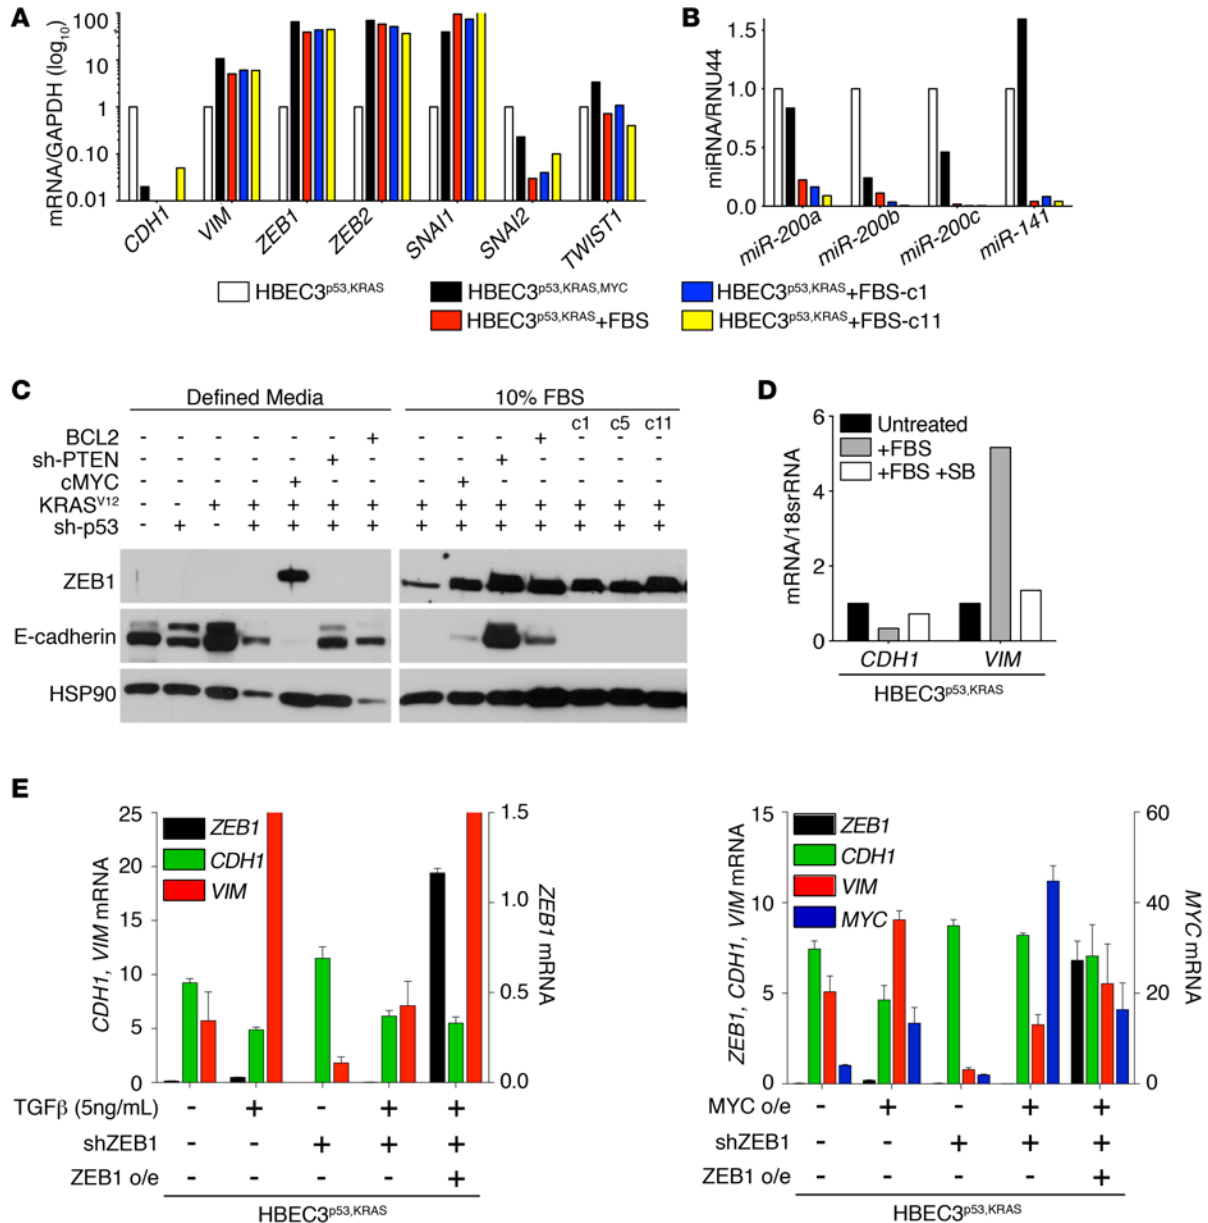 A
mRNA/GAPDH (log10)
100
10
1
0.10
0.01
CDH1 VIM ZEB1 ZEB2 SNAI1 SNAI2 TWIST1
B
miRNA/RNU44
1.5
1.0
0.5
0.0
miR-200a miR-200b miR-200c miR-141
HBEC3p53,KRAS HBEC3p53,KRAS,MYC HBEC3p53,KRAS+FBS-c1
HBEC3p53,KRAS+FBS HBEC3p53,KRAS+FBS-c11
C
Defined Media 10% FBS
c1 c5 c11
BCL2 - - - - - - + - - - + - - -
sh-PTEN - - - - - + - - - + - - - -
cMYC - - - - + - - - + - - - - -
KRASV12 - - + + + + + + + + + + + +
sh-p53 - + - + + + + + + + + + + +
ZEB1
E-cadherin
HSP90
D
mRNA/18srRNA
6
4
2
0
Untreated
+FBS
+FBS +SB
CDH1 VIM
HBEC3p53,KRAS
E
CDH1, VIM mRNA
25
20
15
10
5
0
ZEB1
CDH1
VIM
1.5
1.0
0.5
0.0
ZEB1 mRNA
TGFβ (5ng/mL) - + - + +
shZEB1 - - + + +
ZEB1 o/e - - - - +
HBEC3p53,KRAS
ZEB1, CDH1, VIM mRNA
15
10
5
0
ZEB1
CDH1
VIM
MYC
60
40
20
0
MYC mRNA
MYC o/e - + - + +
shZEB1 - - + + +
ZEB1 o/e - - - - +
HBEC3p53,KRAS